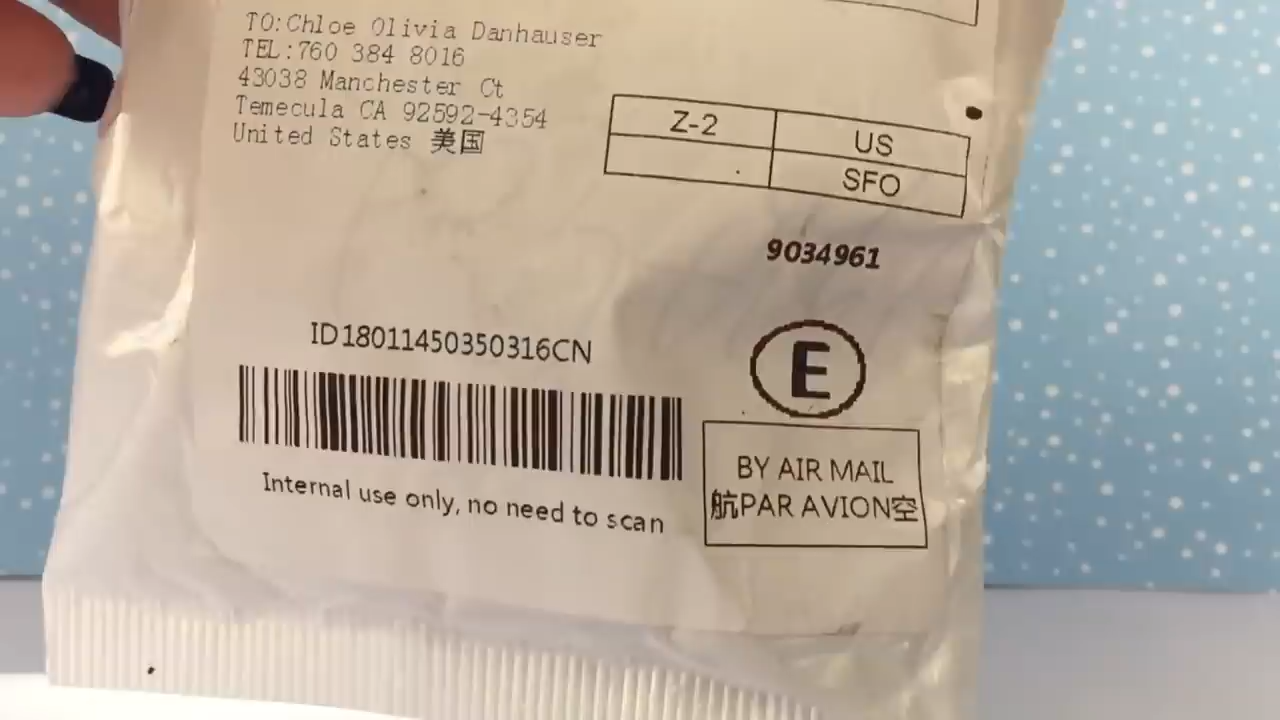 TO:Chloe Olivia Danhauser
TEL:760 384 8016
43038 Manchester Ct
Temecula CA 92592-4354
United States 美国
Z-2
US
SFO
9034961
ID18011450350316CN
E
Internal use only, no need to scan
BY AIR MAIL
航PAR AVION空